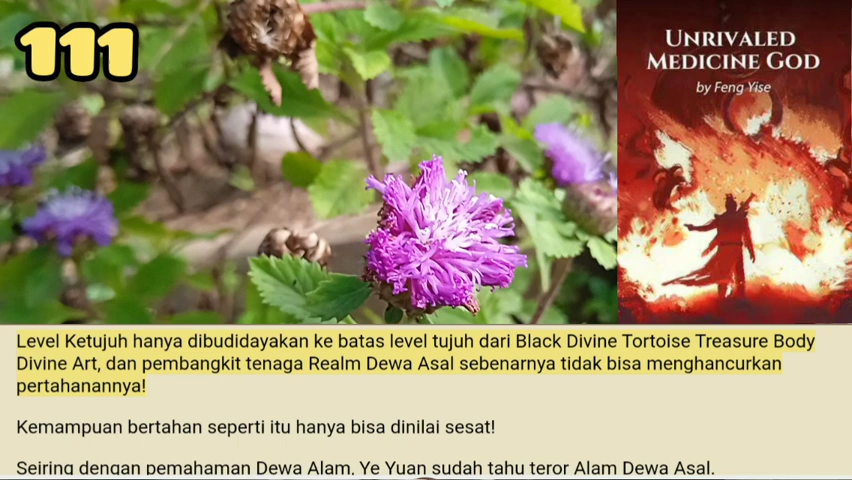 111
UNRIVALED
MEDICINE GOD
by Feng Yise
Level Ketujuh hanya dibudidayakan ke batas level tujuh dari Black Divine Tortoise Treasure Body
Divine Art, dan pembangkit tenaga Realm Dewa Asal sebenarnya tidak bisa menghancurkan
pertahanannya!
Kemampuan bertahan seperti itu hanya bisa dinilai sesat!
Seiring dengan pemahaman Dewa Alam, Ye Yuan sudah tahu teror Alam Dewa Asal.